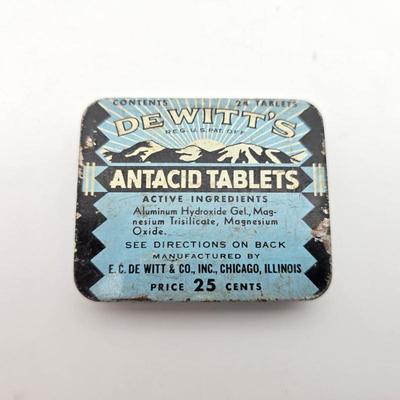 CONTENTS 24 TABLETS
DEWITT'S
REG. U.S. PAT. OFF.
ANTACID TABLETS
ACTIVE INGREDIENTS
Aluminum Hydroxide Gel., Mag-
nesium Trisilicate, Magnesium
Oxide.
SEE DIRECTIONS ON BACK
MANUFACTURED BY
E. C. DE WITT & CO., INC., CHICAGO, ILLINOIS
PRICE 25 CENTS